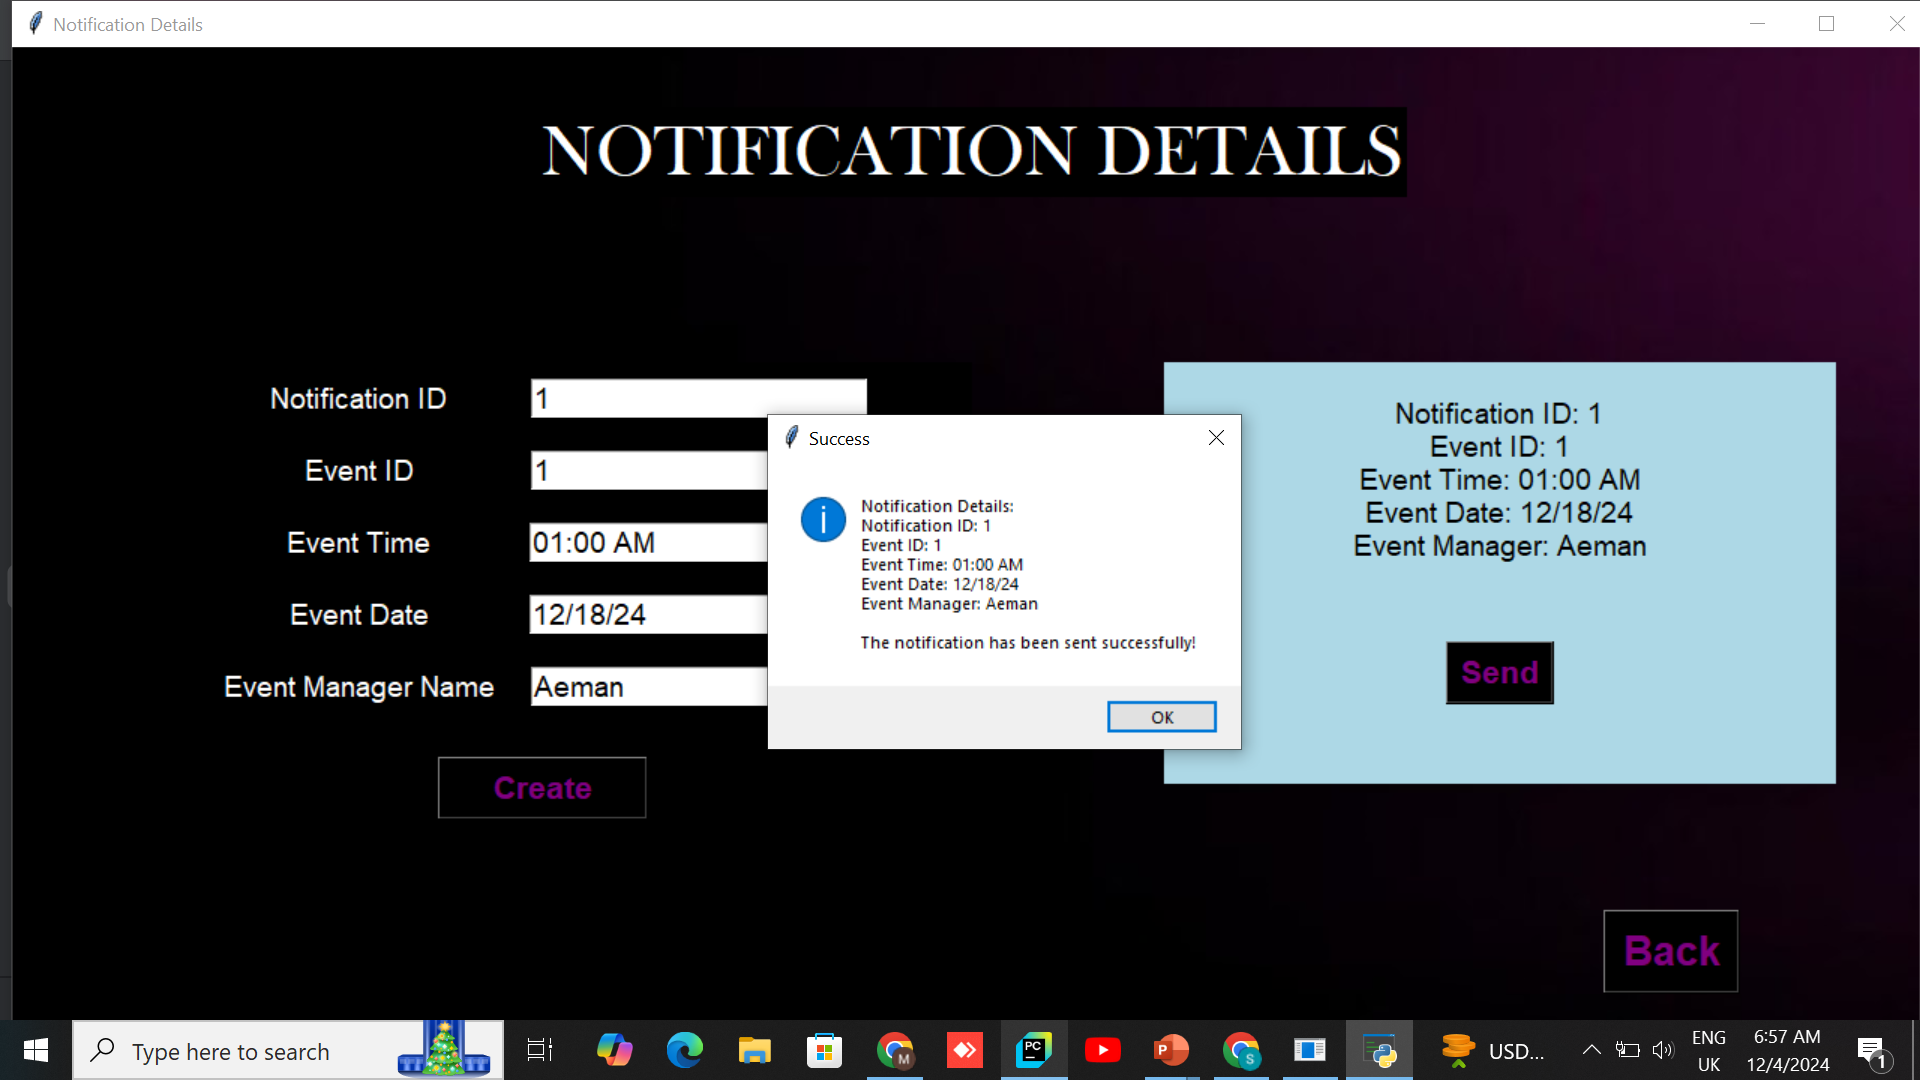 Notification Details
NOTIFICATION DETAILS
Notification ID
1
Event ID
1
Event Time
01:00 AM
Event Date
12/18/24
Event Manager Name
Aeman
Create
Success
Notification Details:
Notification ID: 1
Event ID: 1
Event Time: 01:00 AM
Event Date: 12/18/24
Event Manager: Aeman
The notification has been sent successfully!
OK
Notification ID: 1
Event ID: 1
Event Time: 01:00 AM
Event Date: 12/18/24
Event Manager: Aeman
Send
Back
Type here to search
M
PC
P
S
USD...
ENG
UK
6:57 AM
12/4/2024
1